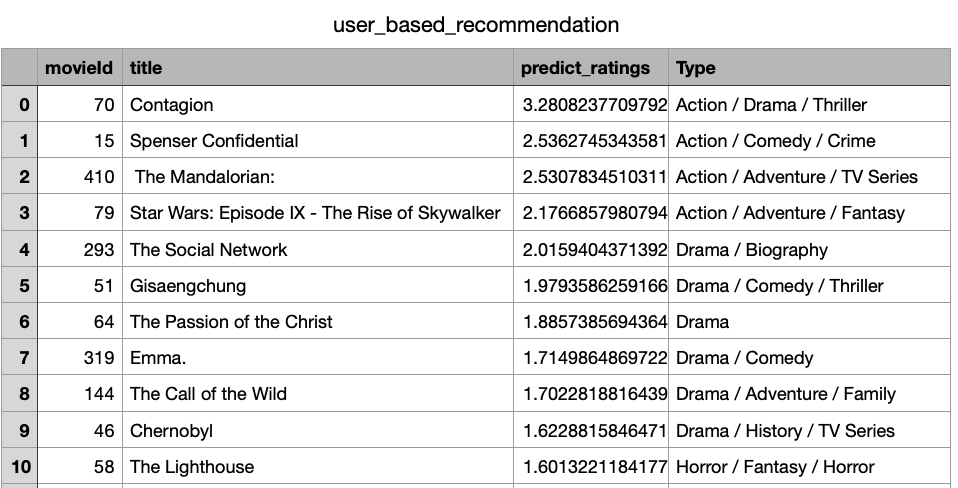 user_based_recommendation
movieId title predict_ratings Type
0 70 Contagion 3.2808237709792 Action / Drama / Thriller
1 15 Spenser Confidential 2.5362745343581 Action / Comedy / Crime
2 410 The Mandalorian: 2.5307834510311 Action / Adventure / TV Series
3 79 Star Wars: Episode IX - The Rise of Skywalker 2.1766857980794 Action / Adventure / Fantasy
4 293 The Social Network 2.0159404371392 Drama / Biography
5 51 Gisaengchung 1.9793586259166 Drama / Comedy / Thriller
6 64 The Passion of the Christ 1.8857385694364 Drama
7 319 Emma. 1.7149864869722 Drama / Comedy
8 144 The Call of the Wild 1.7022818816439 Drama / Adventure / Family
9 46 Chernobyl 1.6228815846471 Drama / History / TV Series
10 58 The Lighthouse 1.6013221184177 Horror / Fantasy / Horror